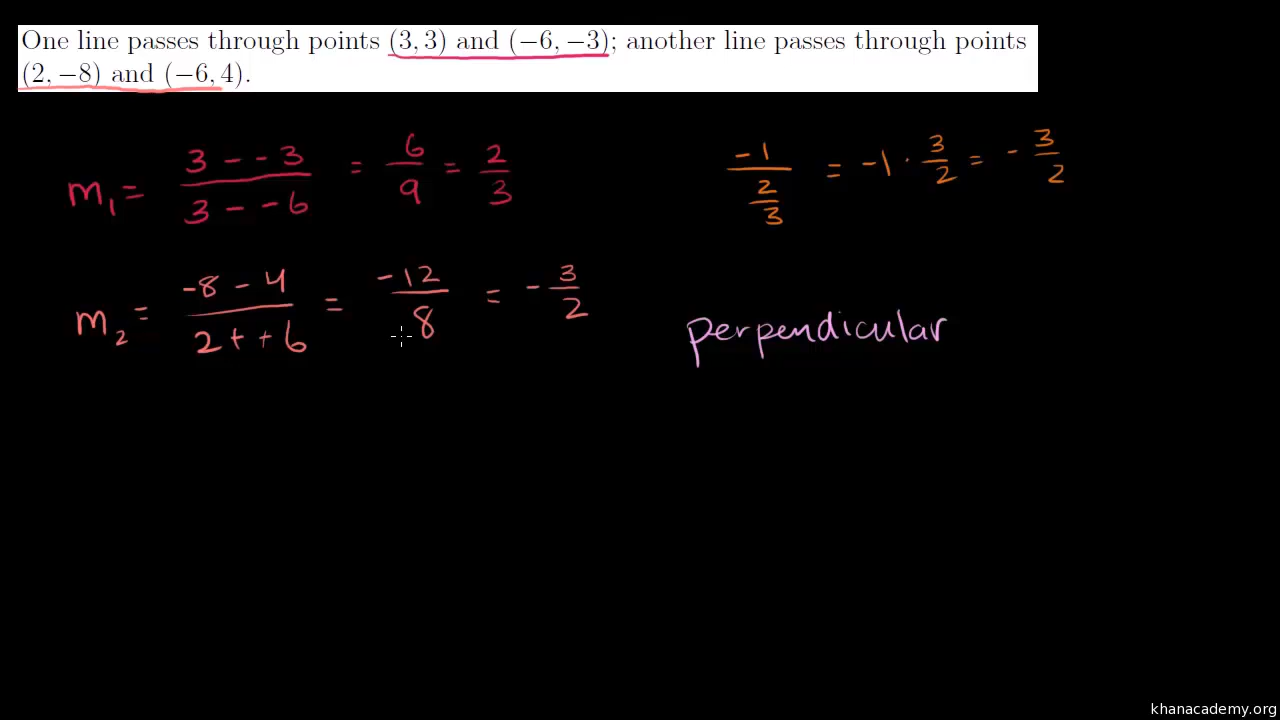 One line passes through points (3, 3) and (−6, −3); another line passes through points
(2, −8) and (−6, 4).
m₁ = (3 - - 3)/(3 - - 6) = 6/9 = 2/3
-1/(2/3) = -1 · 3/2 = - 3/2
m₂ = (-8 - 4)/(2 + + 6) = -12/8 = - 3/2
perpendicular
khanacademy.org